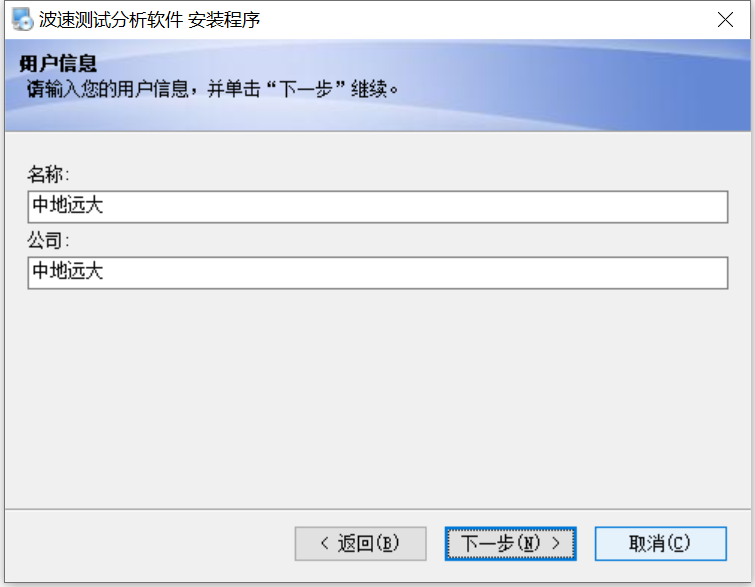 波速测试分析软件 安装程序
用户信息
请输入您的用户信息，并单击“下一步”继续。
名称:
中地远大
公司:
中地远大
< 返回(B)
下一步(N) >
取消(C)